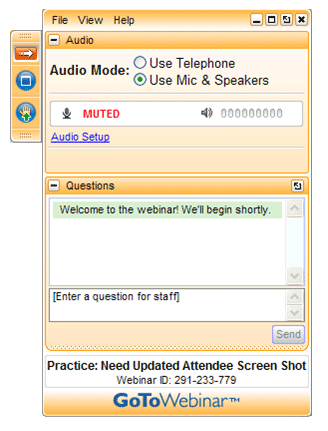 File View Help
Audio
Audio Mode: Use Telephone
Use Mic & Speakers
MUTED 000000000
Audio Setup
Questions
Welcome to the webinar! We'll begin shortly.
[Enter a question for staff]
Send
Practice: Need Updated Attendee Screen Shot
Webinar ID: 291-233-779
GoToWebinar™